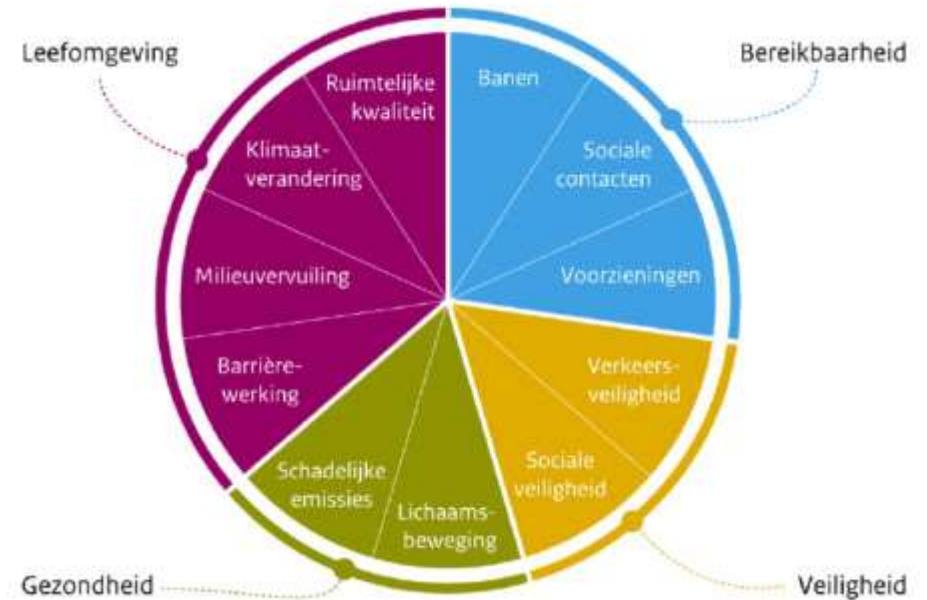 Leefomgeving
Bereikbaarheid
Ruimtelijke
kwaliteit
Banen
Klimaat-
verandering
Sociale
contacten
Milieuvervuiling
Voorzieningen
Barrière-
werking
Verkeers-
veiligheid
Schadelijke
emissies
Lichaams-
beweging
Sociale
veiligheid
Gezondheid
Veiligheid